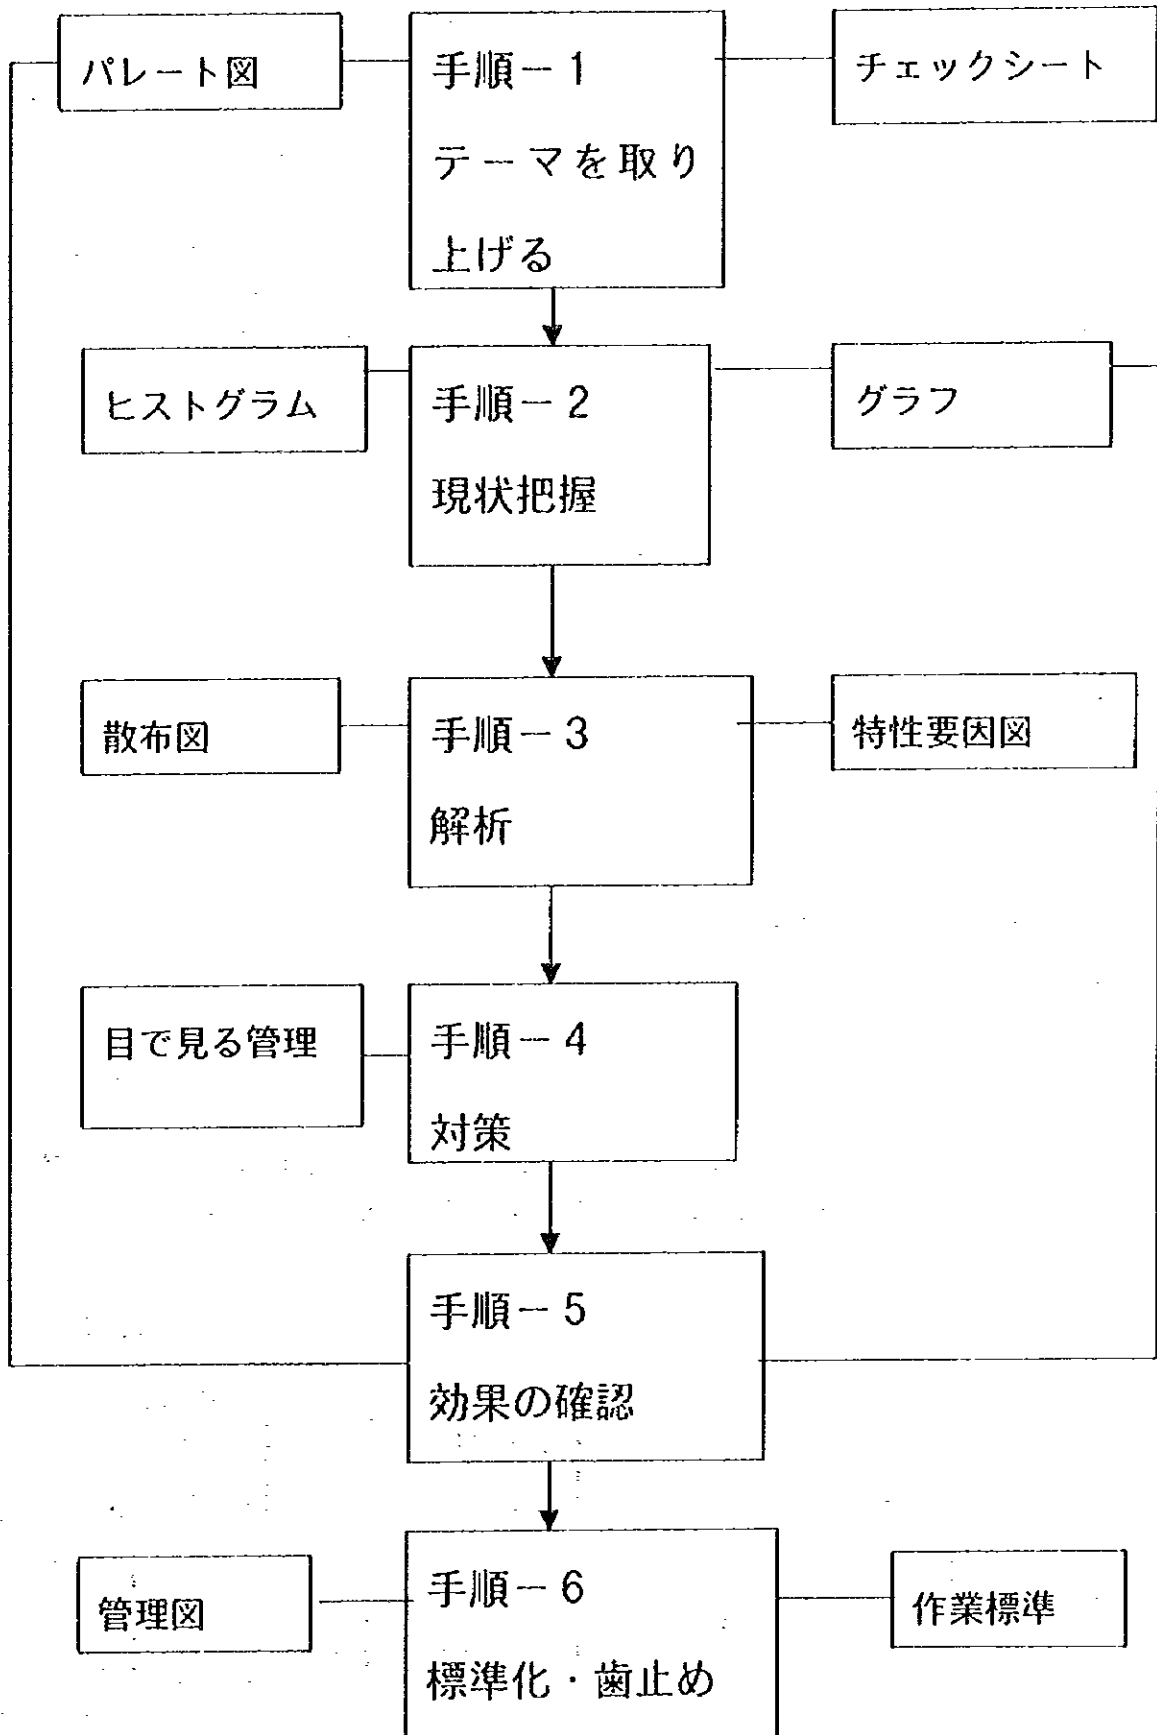 パレート図
手順－1
テーマを取り
上げる
チェックシート
ヒストグラム
手順－2
現状把握
グラフ
散布図
手順－3
解析
特性要因図
目で見る管理
手順－4
対策
手順－5
効果の確認
管理図
手順－6
標準化・歯止め
作業標準